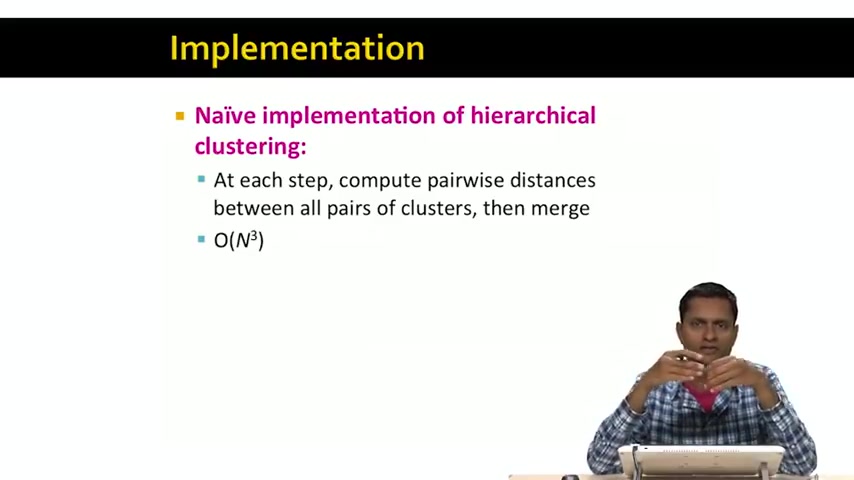 Implementation
Naïve implementation of hierarchical
clustering:
At each step, compute pairwise distances
between all pairs of clusters, then merge
O(N³)